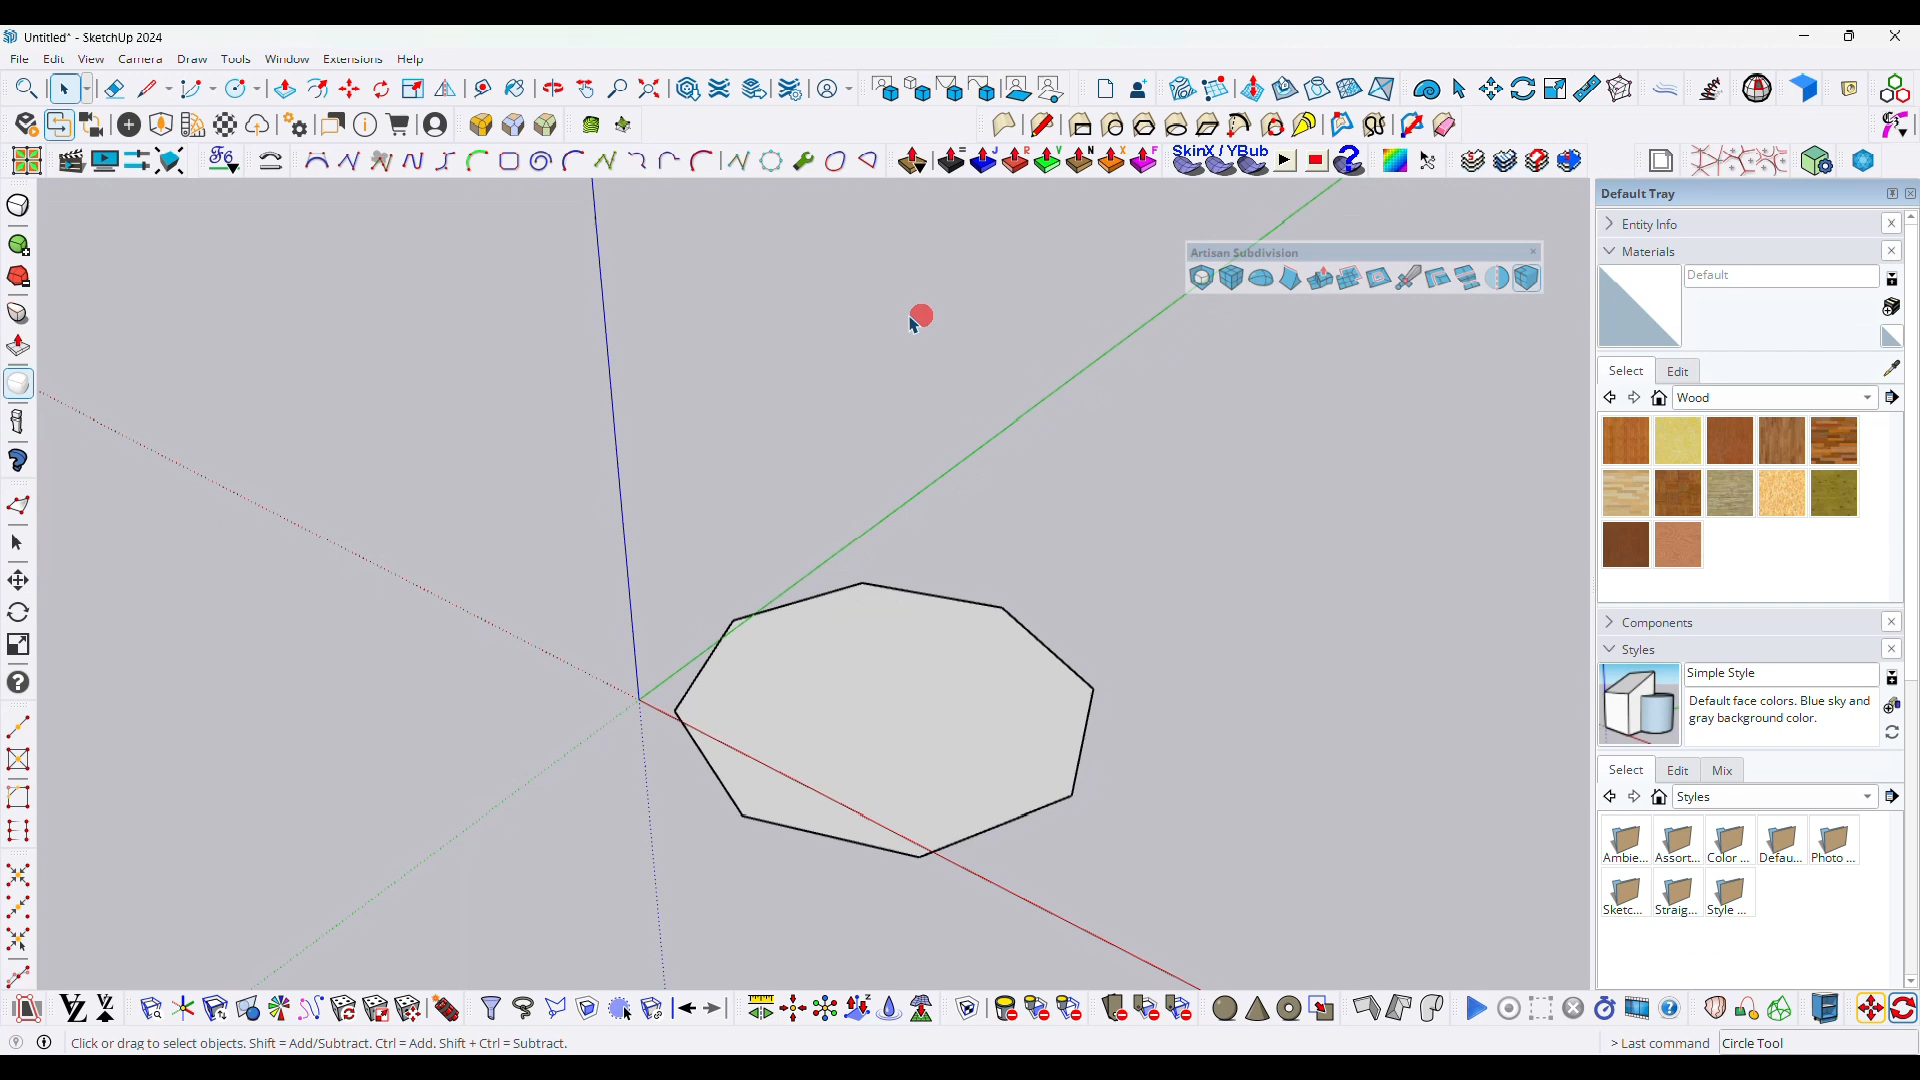 Untitled* - SketchUp 2024
File Edit View Camera Draw Tools Window Extensions Help
SkinX / YBub
Default Tray
Entity Info
Artisan Subdivision
Materials
Default
Select Edit
Wood
Components
Styles
Simple Style
Default face colors. Blue sky and
gray background color.
Select Edit Mix
Styles
Ambie... Assort... Color ... Defau... Photo ...
Sketc... Straig... Style ...
Click or drag to select objects. Shift = Add/Subtract. Ctrl = Add. Shift + Ctrl = Subtract.
> Last command Circle Tool